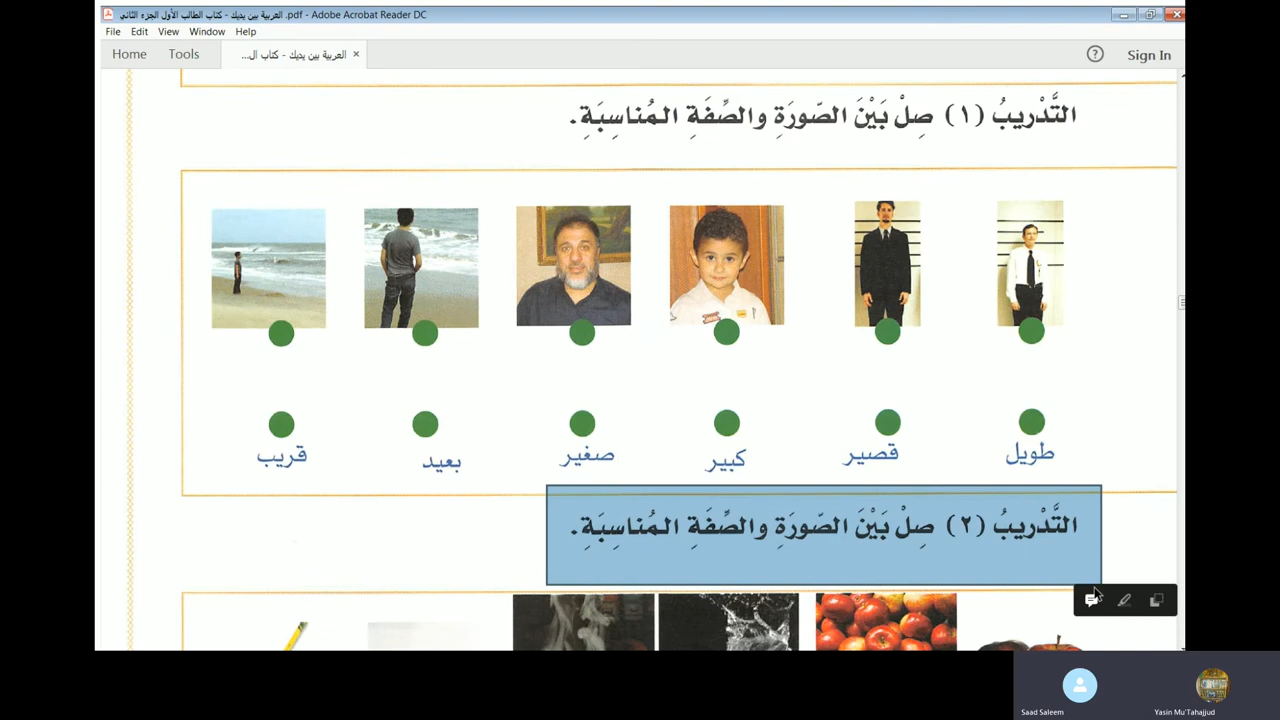 العربية بين يديك - كتاب الطالب الأول الجزء الثاني .pdf - Adobe Acrobat Reader DC
File Edit View Window Help
Home Tools العربية بين يديك - كتاب ال... × ? Sign In
التَّدْريبُ (١) صِلْ بَيْنَ الصّورَةِ والصِّفَةِ المُناسِبَةِ.
طويل قصير كبير صغير بعيد قريب
التَّدْريبُ (٢) صِلْ بَيْنَ الصّورَةِ والصِّفَةِ المُناسِبَةِ.
Saad Saleem Yasin Mu'Tahajjud